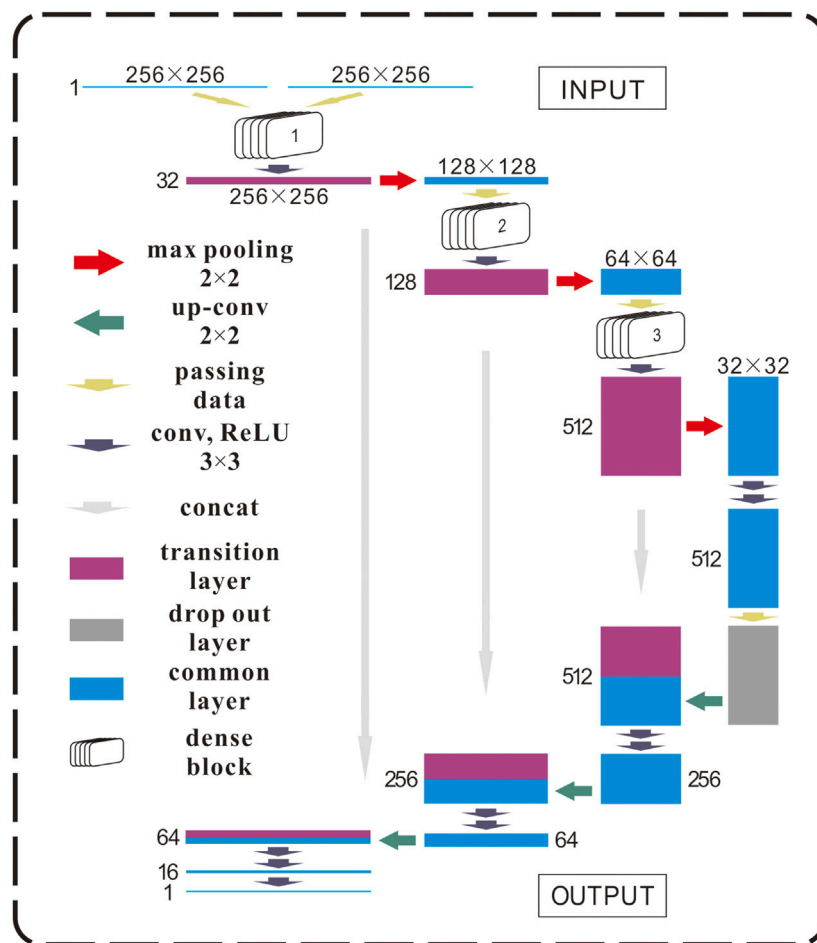 256×256
256×256
INPUT
1
1
32
256×256
128×128
2
128
64×64
3
32×32
512
512
512
256
256
64
64
16
1
OUTPUT
max pooling
2×2
up-conv
2×2
passing
data
conv, ReLU
3×3
concat
transition
layer
drop out
layer
common
layer
dense
block